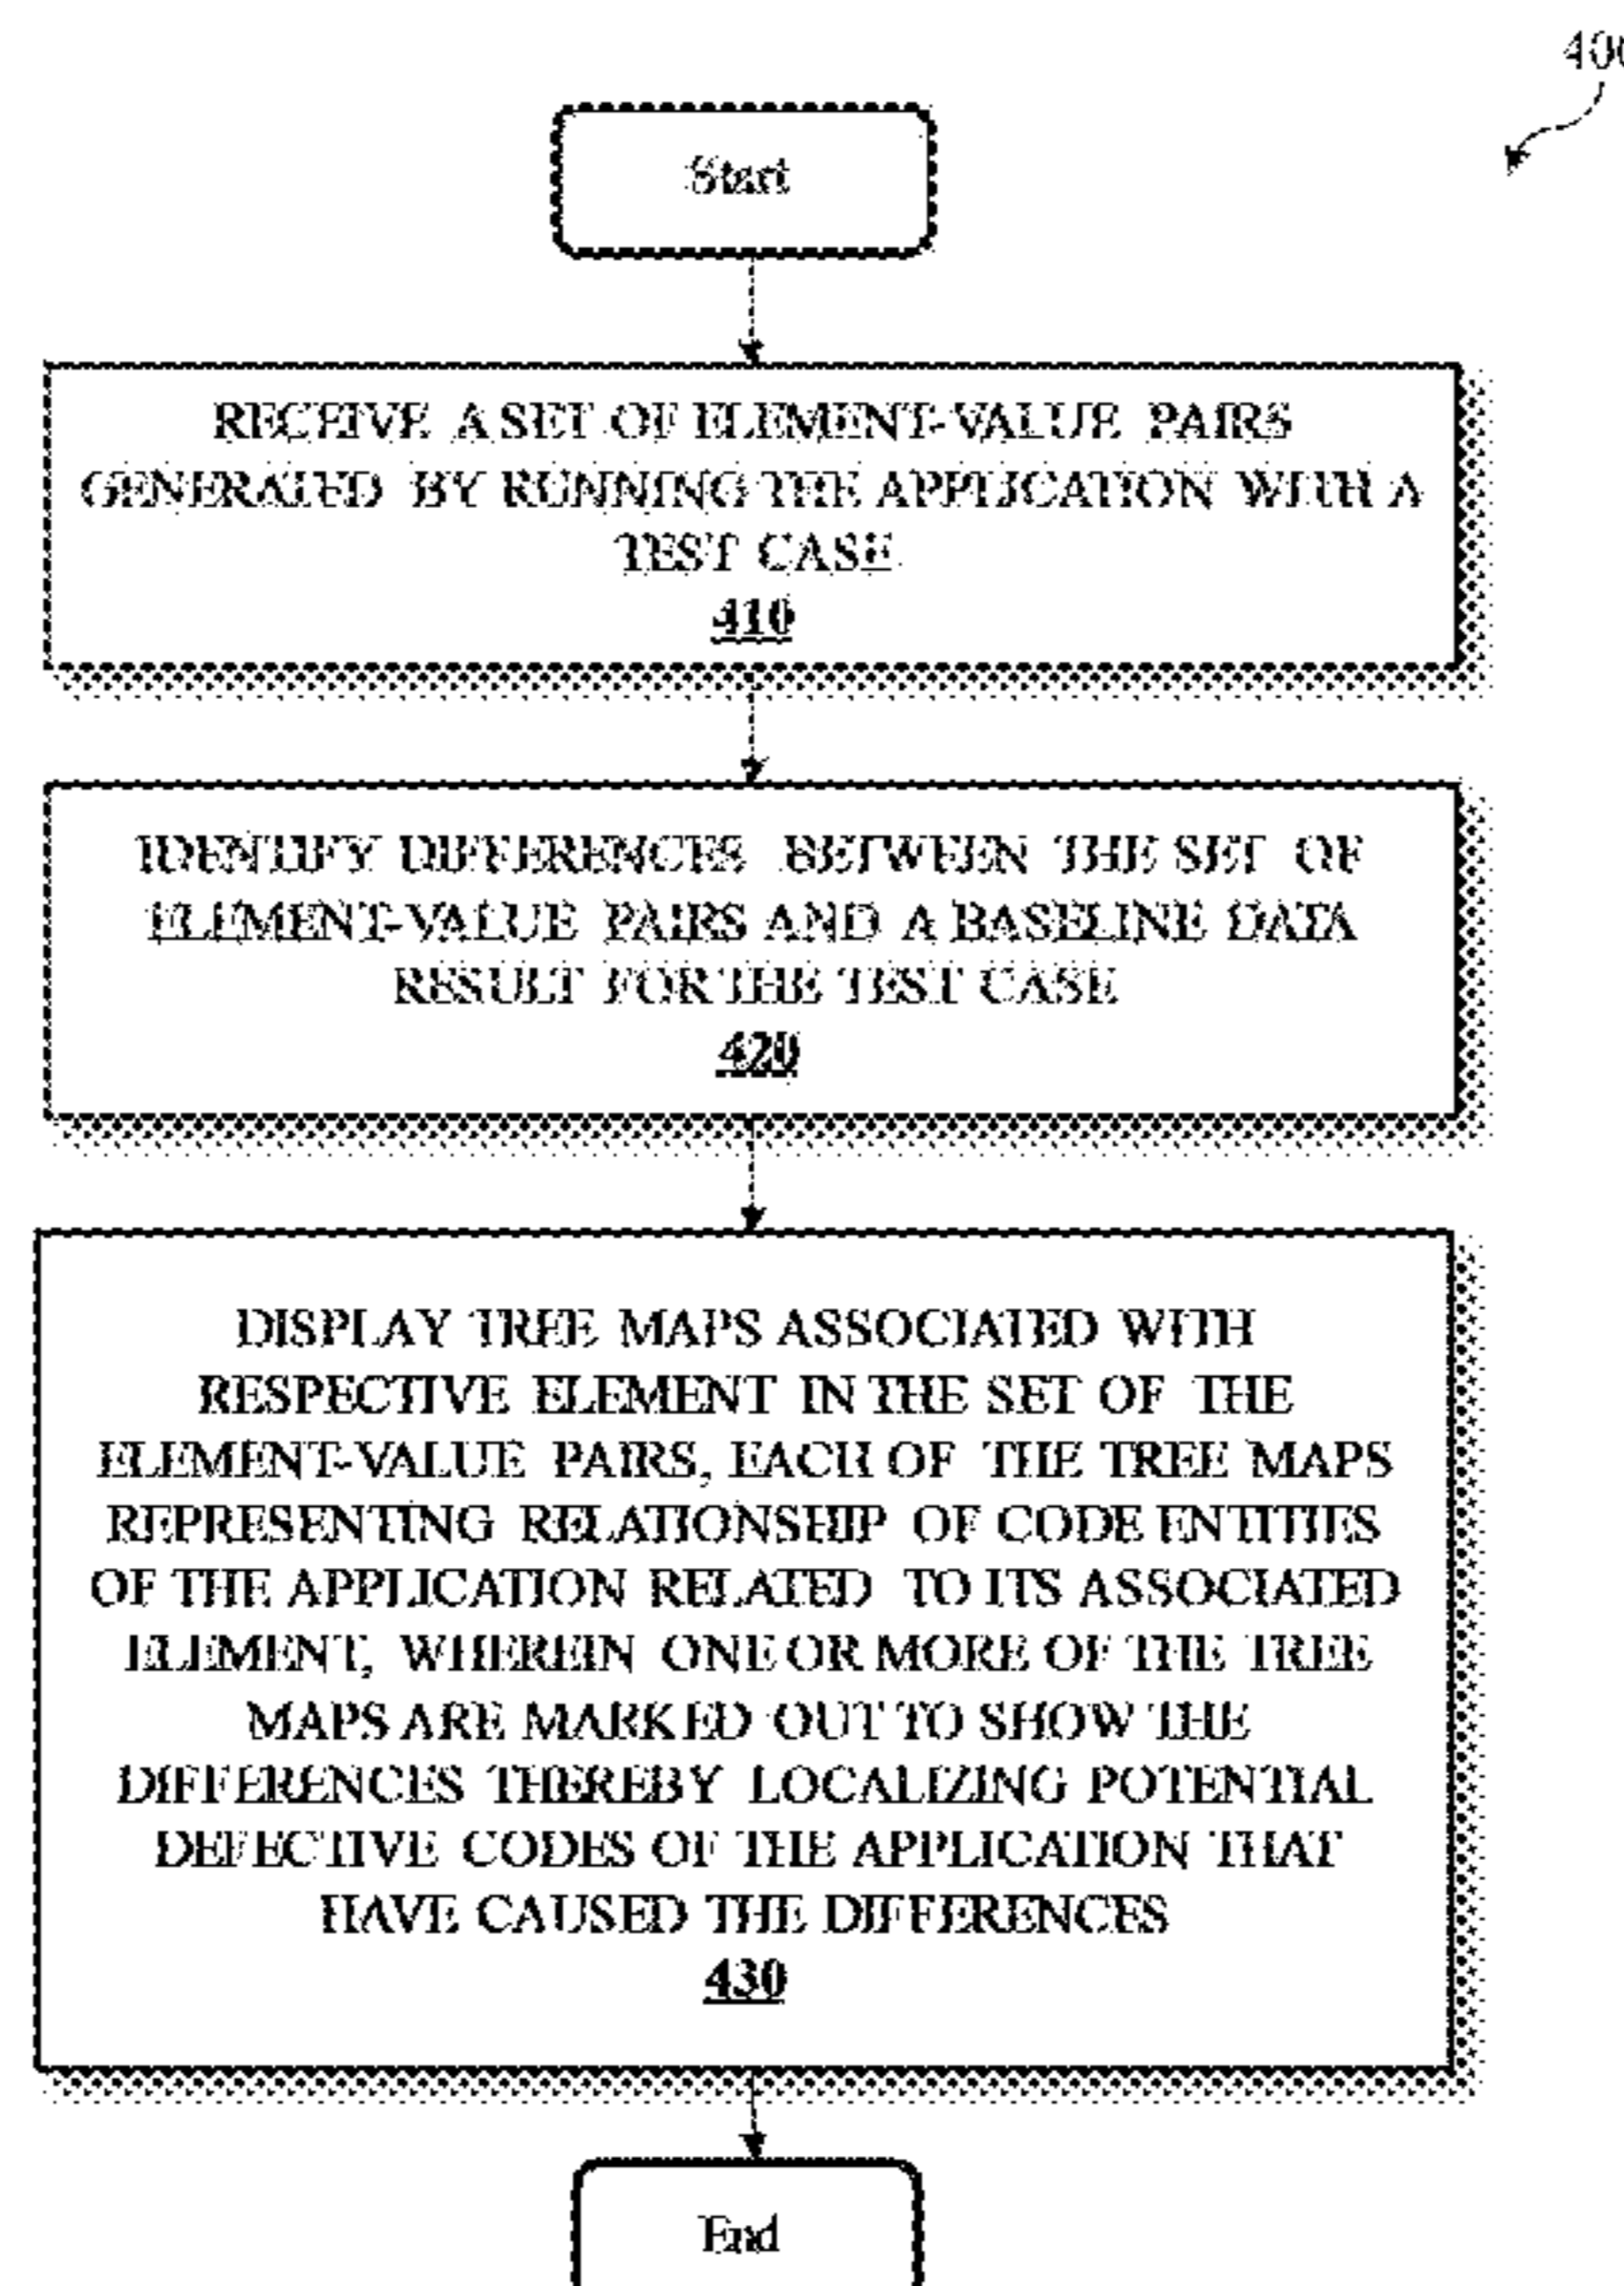 400
Start
RECEIVE A SET OF ELEMENT-VALUE PAIRS
GENERATED BY RUNNING THE APPLICATION WITH A
TEST CASE
410
IDENTIFY DIFFERENCES BETWEEN THE SET OF
ELEMENT-VALUE PAIRS AND A BASELINE DATA
RESULT FOR THE TEST CASE
420
DISPLAY TREE MAPS ASSOCIATED WITH
RESPECTIVE ELEMENT IN THE SET OF THE
ELEMENT-VALUE PAIRS, EACH OF THE TREE MAPS
REPRESENTING RELATIONSHIP OF CODE ENTITIES
OF THE APPLICATION RELATED TO ITS ASSOCIATED
ELEMENT, WHEREIN ONE OR MORE OF THE TREE
MAPS ARE MARKED OUT TO SHOW THE
DIFFERENCES THEREBY LOCALIZING POTENTIAL
DEFECTIVE CODES OF THE APPLICATION THAT
HAVE CAUSED THE DIFFERENCES
430
End